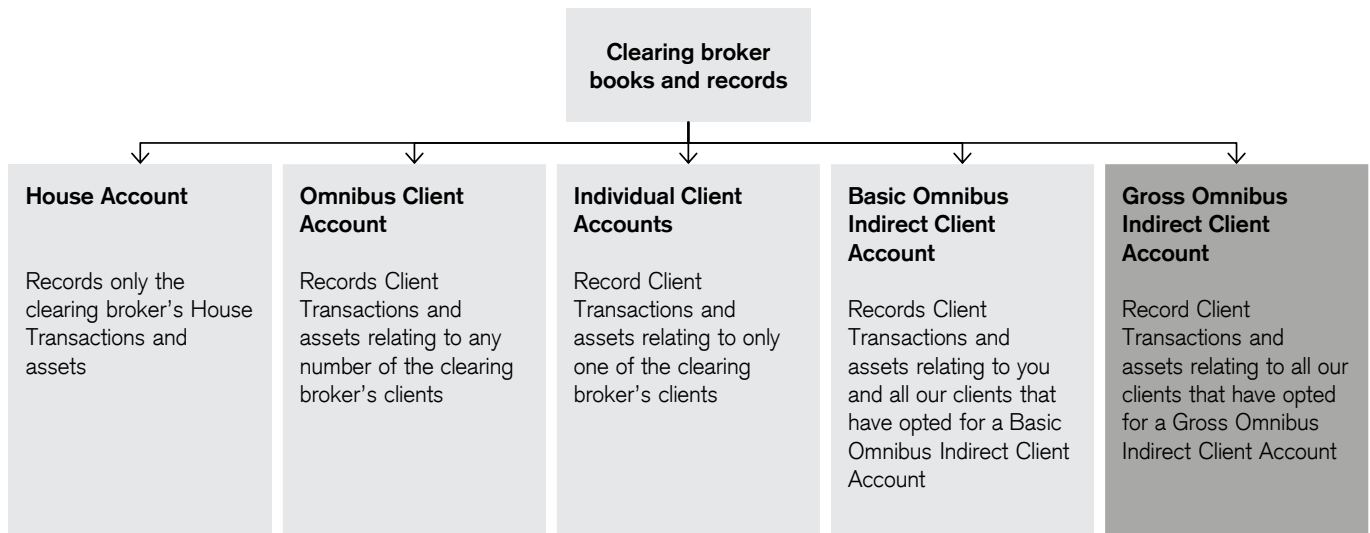 Clearing broker
books and records
House Account
Records only the
clearing broker's House
Transactions and
assets
Omnibus Client
Account
Records Client
Transactions and
assets relating to any
number of the clearing
broker's clients
Individual Client
Accounts
Record Client
Transactions and
assets relating to only
one of the clearing
broker's clients
Basic Omnibus
Indirect Client
Account
Records Client
Transactions and
assets relating to you
and all our clients that
have opted for a Basic
Omnibus Indirect Client
Account
Gross Omnibus
Indirect Client
Account
Record Client
Transactions and
assets relating to all our
clients that have opted
for a Gross Omnibus
Indirect Client Account